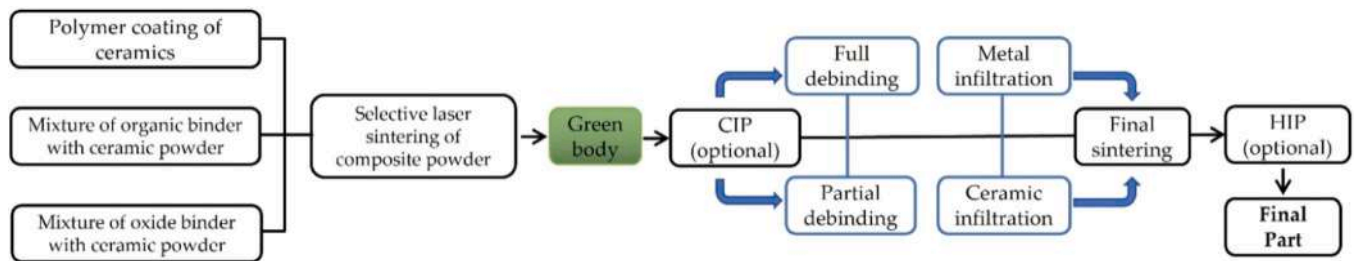 Polymer coating of
ceramics
Mixture of organic binder
with ceramic powder
Mixture of oxide binder
with ceramic powder
Selective laser
sintering of
composite powder
Green
body
CIP
(optional)
Full
debinding
Partial
debinding
Metal
infiltration
Ceramic
infiltration
Final
sintering
HIP
(optional)
Final
Part